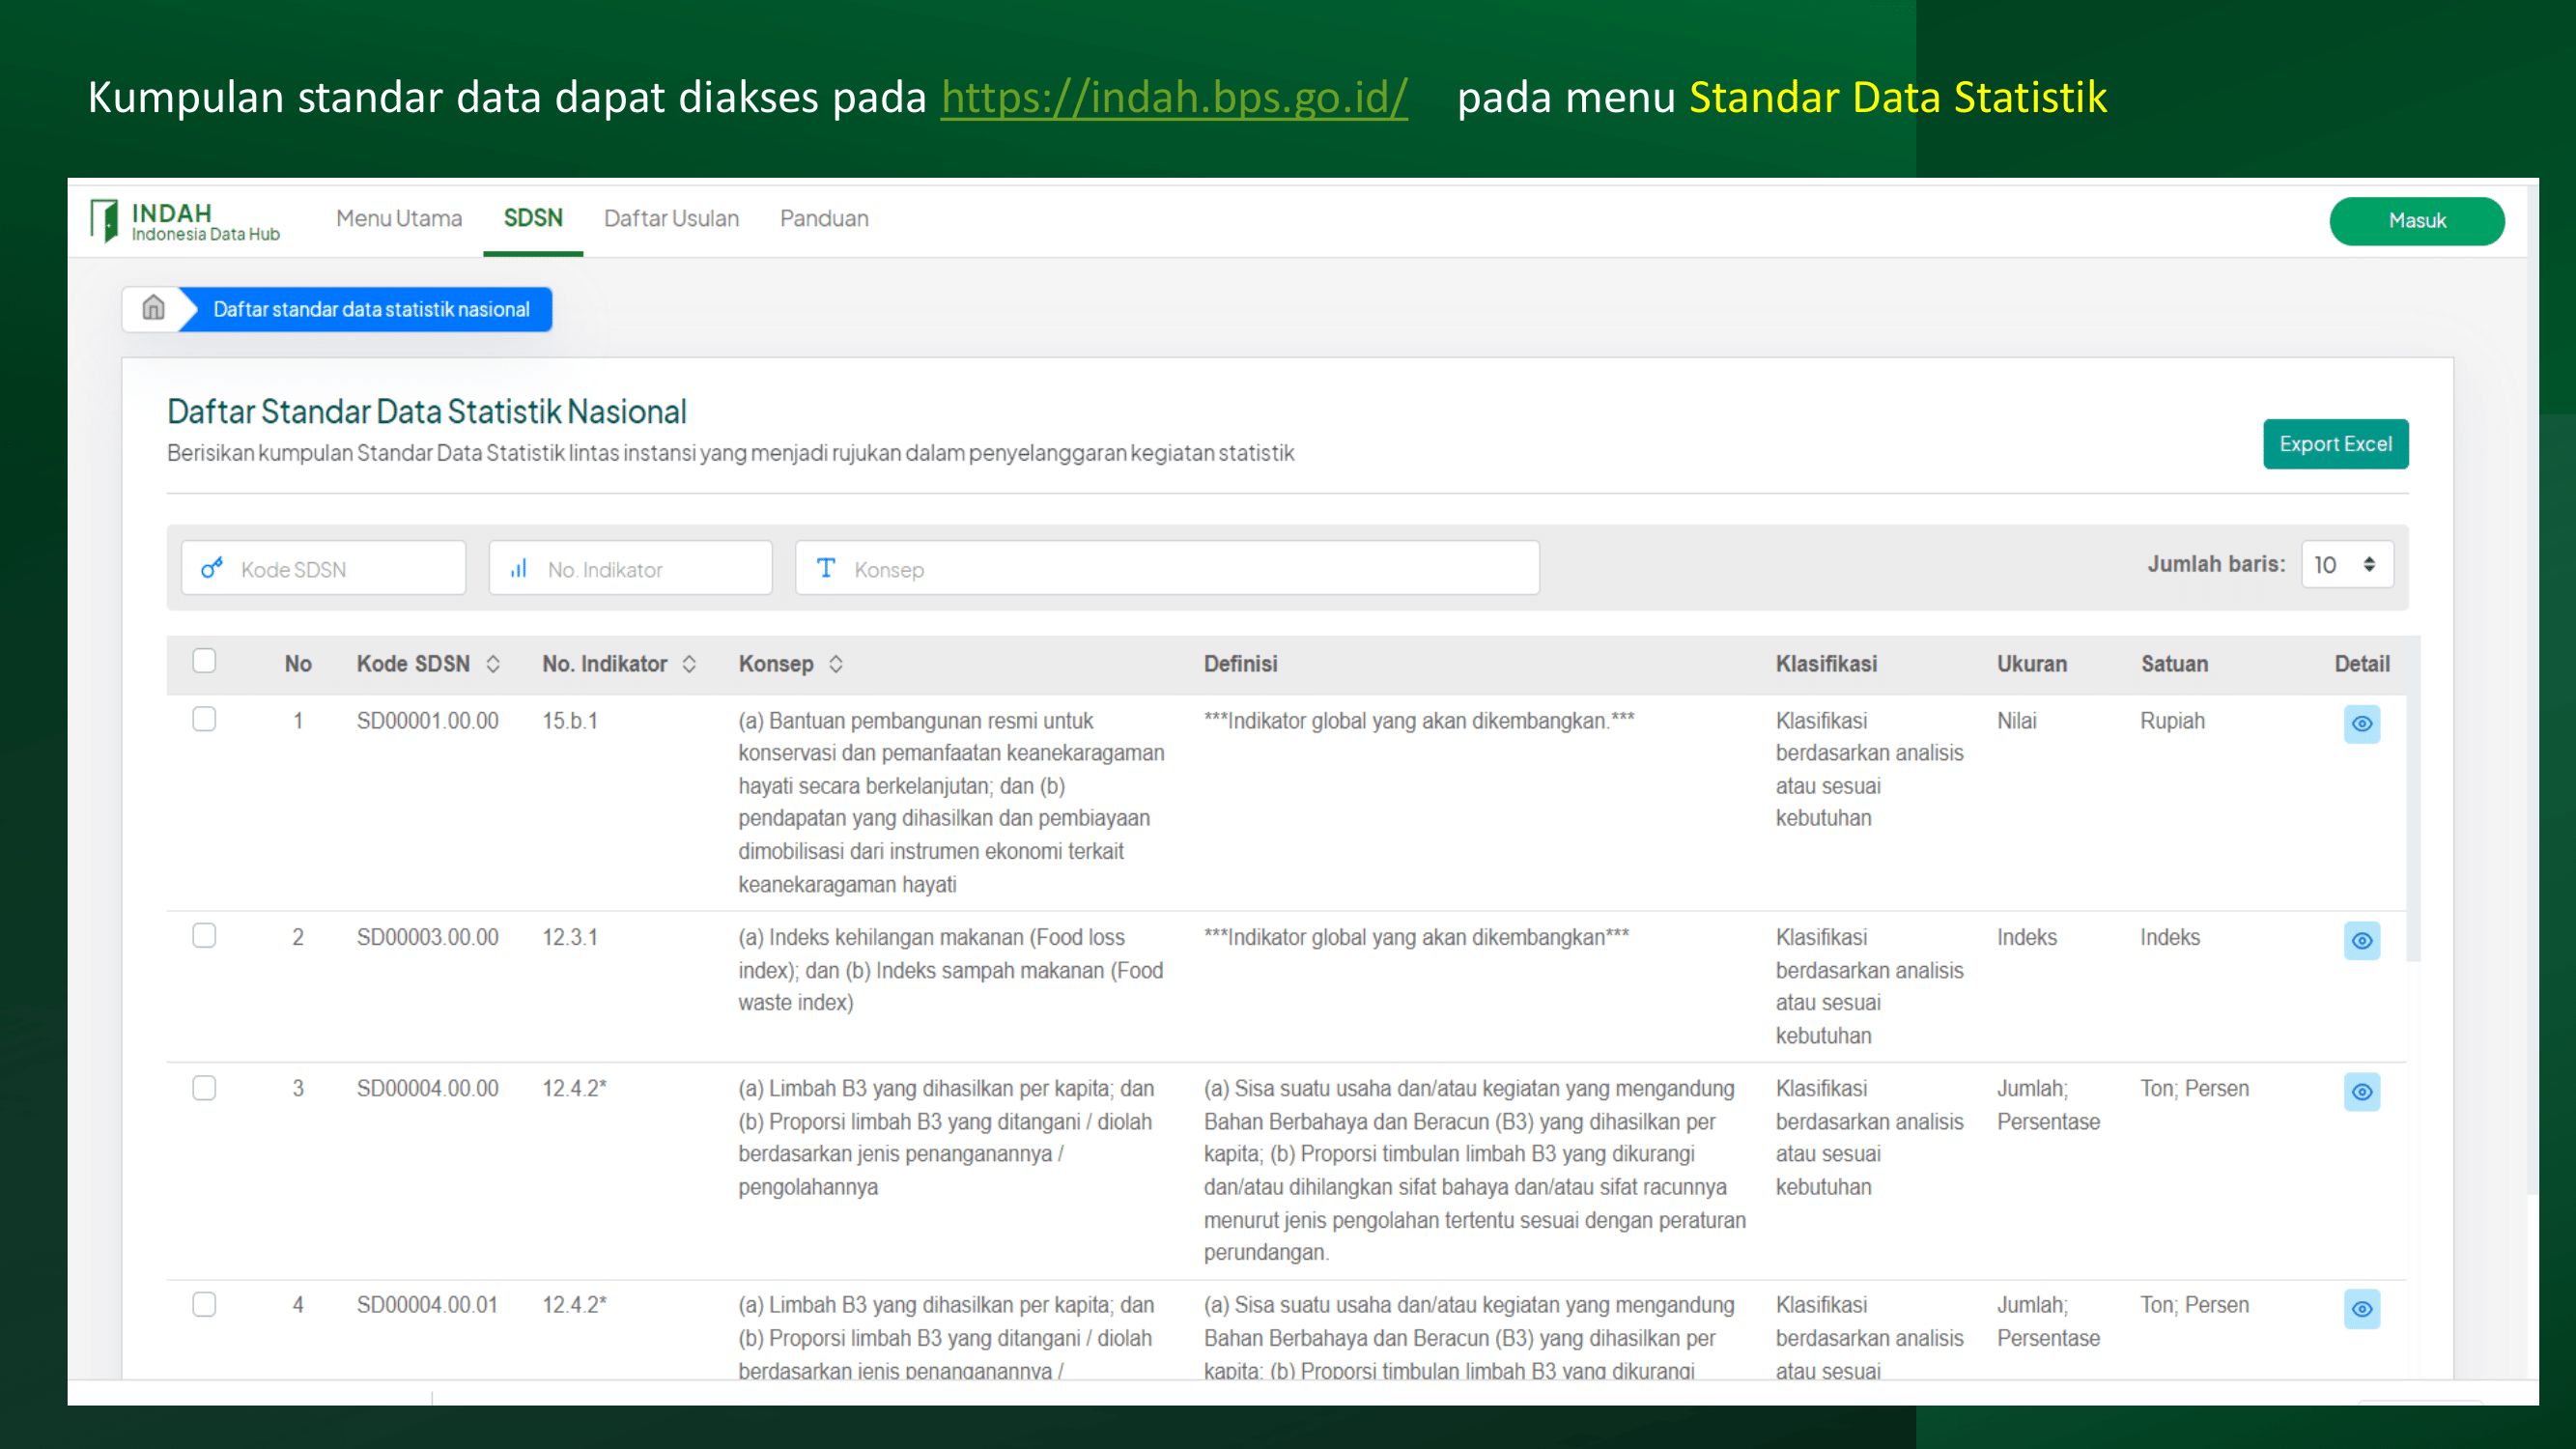 Kumpulan standar data dapat diakses pada https://indah.bps.go.id/ pada menu Standar Data Statistik
INDAH
Indonesia Data Hub
Menu Utama SDSN Daftar Usulan Panduan
Masuk
Daftar standar data statistik nasional
Daftar Standar Data Statistik Nasional
Berisikan kumpulan Standar Data Statistik lintas instansi yang menjadi rujukan dalam penyelanggaran kegiatan statistik
Export Excel
Kode SDSN No. Indikator Konsep Jumlah baris: 10
No Kode SDSN No. Indikator Konsep Definisi Klasifikasi Ukuran Satuan Detail
1 SD00001.00.00 15.b.1 (a) Bantuan pembangunan resmi untuk ***Indikator global yang akan dikembangkan.*** Klasifikasi Nilai Rupiah
konservasi dan pemanfaatan keanekaragaman berdasarkan analisis
hayati secara berkelanjutan; dan (b) atau sesuai
pendapatan yang dihasilkan dan pembiayaan kebutuhan
dimobilisasi dari instrumen ekonomi terkait
keanekaragaman hayati
2 SD00003.00.00 12.3.1 (a) Indeks kehilangan makanan (Food loss ***Indikator global yang akan dikembangkan*** Klasifikasi Indeks Indeks
index); dan (b) Indeks sampah makanan (Food berdasarkan analisis
waste index) atau sesuai
kebutuhan
3 SD00004.00.00 12.4.2* (a) Limbah B3 yang dihasilkan per kapita; dan (a) Sisa suatu usaha dan/atau kegiatan yang mengandung Klasifikasi Jumlah; Ton; Persen
(b) Proporsi limbah B3 yang ditangani / diolah Bahan Berbahaya dan Beracun (B3) yang dihasilkan per berdasarkan analisis Persentase
berdasarkan jenis penanganannya / kapita; (b) Proporsi timbulan limbah B3 yang dikurangi atau sesuai
pengolahannya dan/atau dihilangkan sifat bahaya dan/atau sifat racunnya kebutuhan
menurut jenis pengolahan tertentu sesuai dengan peraturan
perundangan.
4 SD00004.00.01 12.4.2* (a) Limbah B3 yang dihasilkan per kapita; dan (a) Sisa suatu usaha dan/atau kegiatan yang mengandung Klasifikasi Jumlah; Ton; Persen
(b) Proporsi limbah B3 yang ditangani / diolah Bahan Berbahaya dan Beracun (B3) yang dihasilkan per berdasarkan analisis Persentase
berdasarkan jenis penanganannya / kapita; (b) Proporsi timbulan limbah B3 yang dikurangi atau sesuai